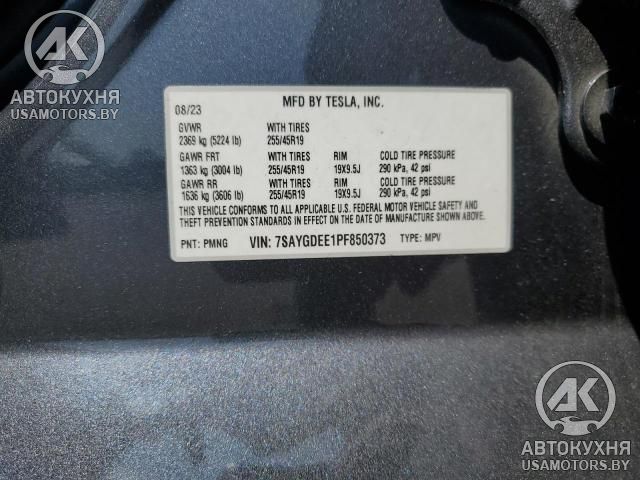 AK
АВТОКУХНЯ
USAMOTORS.BY
08/23 MFD BY TESLA, INC.
GVWR WITH TIRES
2369 kg (5224 lb) 255/45R19
GAWR FRT WITH TIRES RIM COLD TIRE PRESSURE
1363 kg (3004 lb) 255/45R19 19X9.5J 290 kPa, 42 psi
GAWR RR WITH TIRES RIM COLD TIRE PRESSURE
1636 kg (3606 lb) 255/45R19 19X9.5J 290 kPa, 42 psi
THIS VEHICLE CONFORMS TO ALL APPLICABLE U.S. FEDERAL MOTOR VEHICLE SAFETY AND
THEFT PREVENTION STANDARDS IN EFFECT ON THE DATE OF MANUFACTURE SHOWN ABOVE.
PNT: PMNG VIN: 7SAYGDEE1PF850373 TYPE: MPV
AK
АВТОКУХНЯ
USAMOTORS.BY